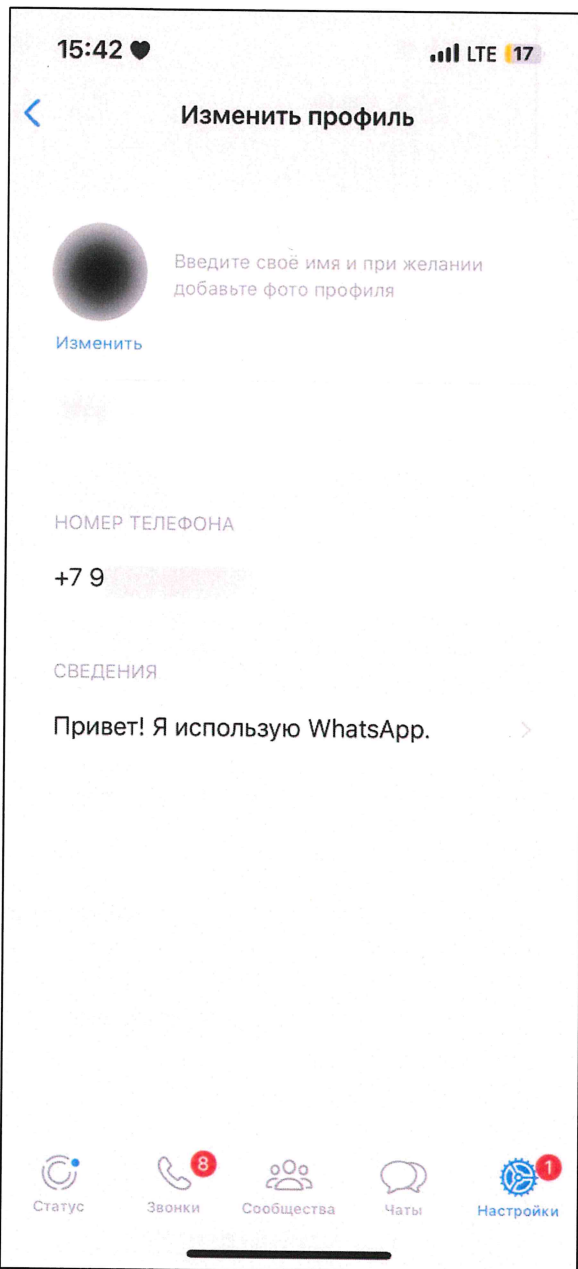 15:42
LTE 17
Изменить профиль
Введите своё имя и при желании
добавьте фото профиля
Изменить
НОМЕР ТЕЛЕФОНА
+7 9
СВЕДЕНИЯ
Привет! Я использую WhatsApp.
8
1
Статус
Звонки
Сообщества
Чаты
Настройки